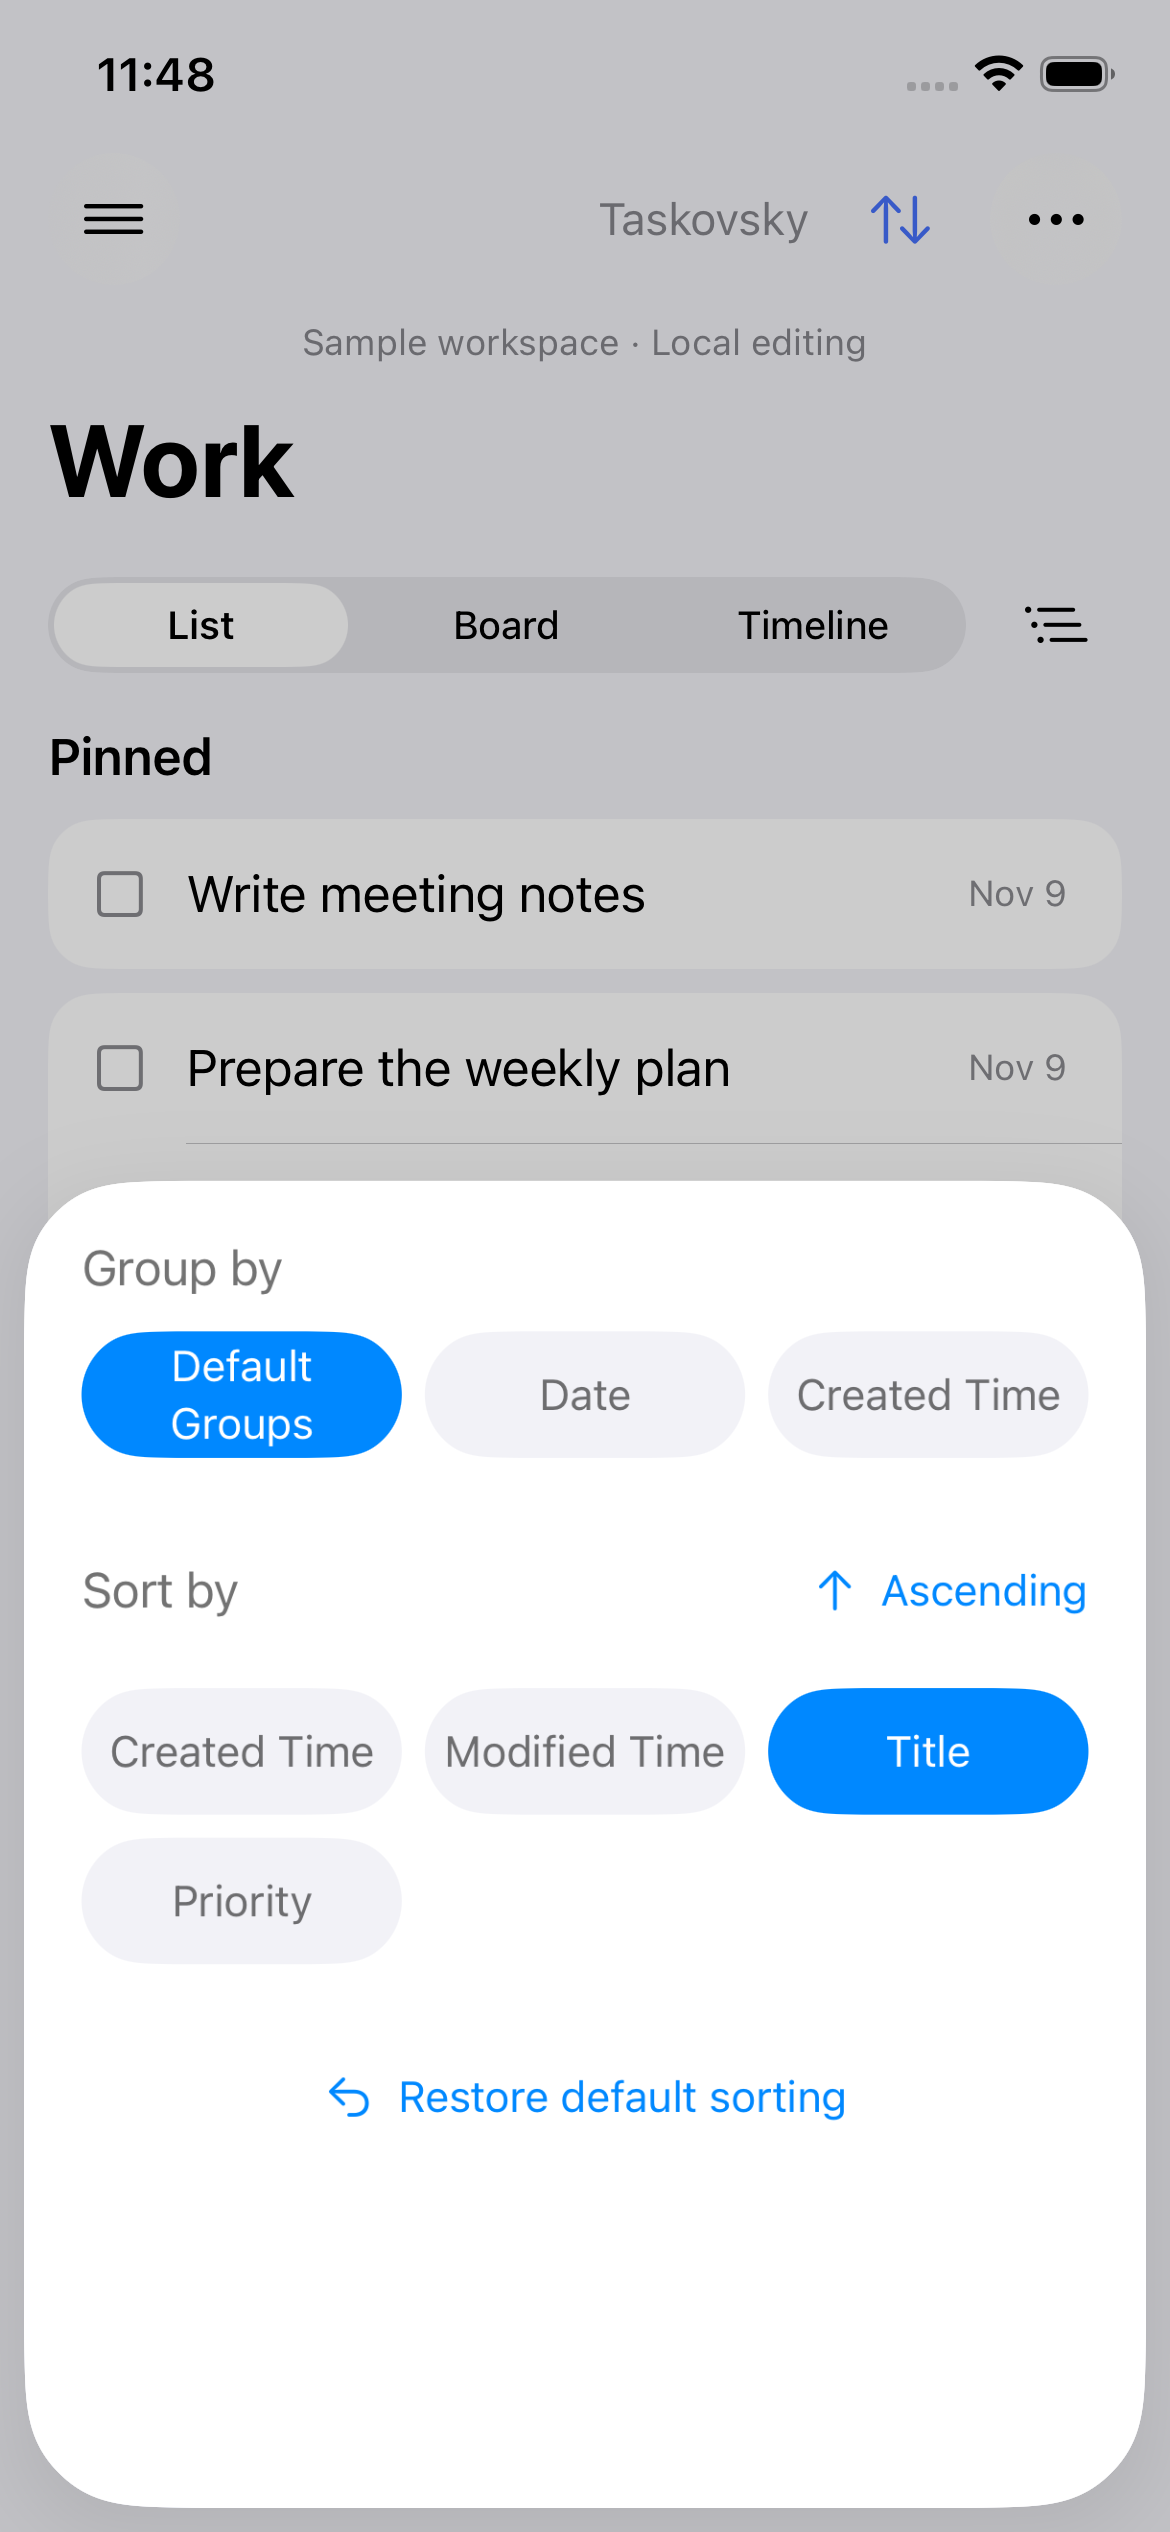 11:48
Taskovsky
Sample workspace · Local editing
Work
List
Board
Timeline
Pinned
Write meeting notes
Nov 9
Prepare the weekly plan
Nov 9
Group by
Default
Groups
Date
Created Time
Sort by
Ascending
Created Time
Modified Time
Title
Priority
Restore default sorting